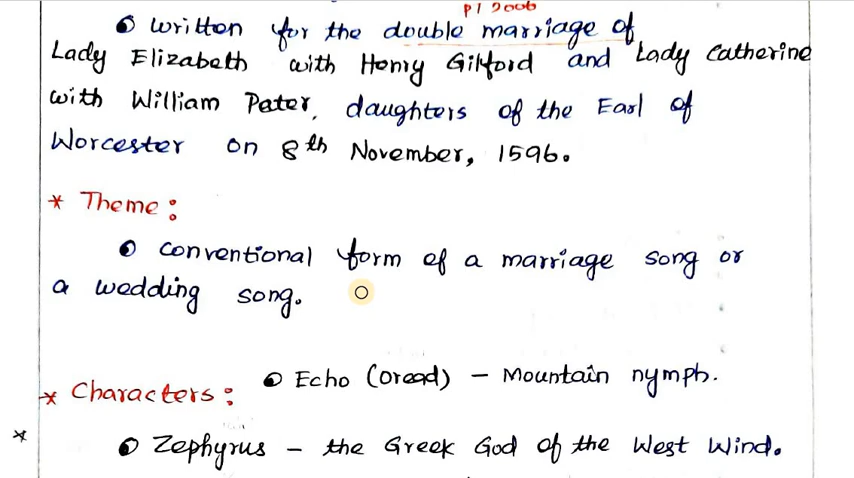 P1 2006
written for the double marriage of
Lady Elizabeth with Henry Gilford and Lady Catherine
with William Peter, daughters of the Earl of
Worcester on 8th November, 1596.
* Theme:
conventional form of a marriage song or
a wedding song.
* Characters: Echo (oread) – Mountain nymph.
* Zephyrus – the Greek God of the West Wind.